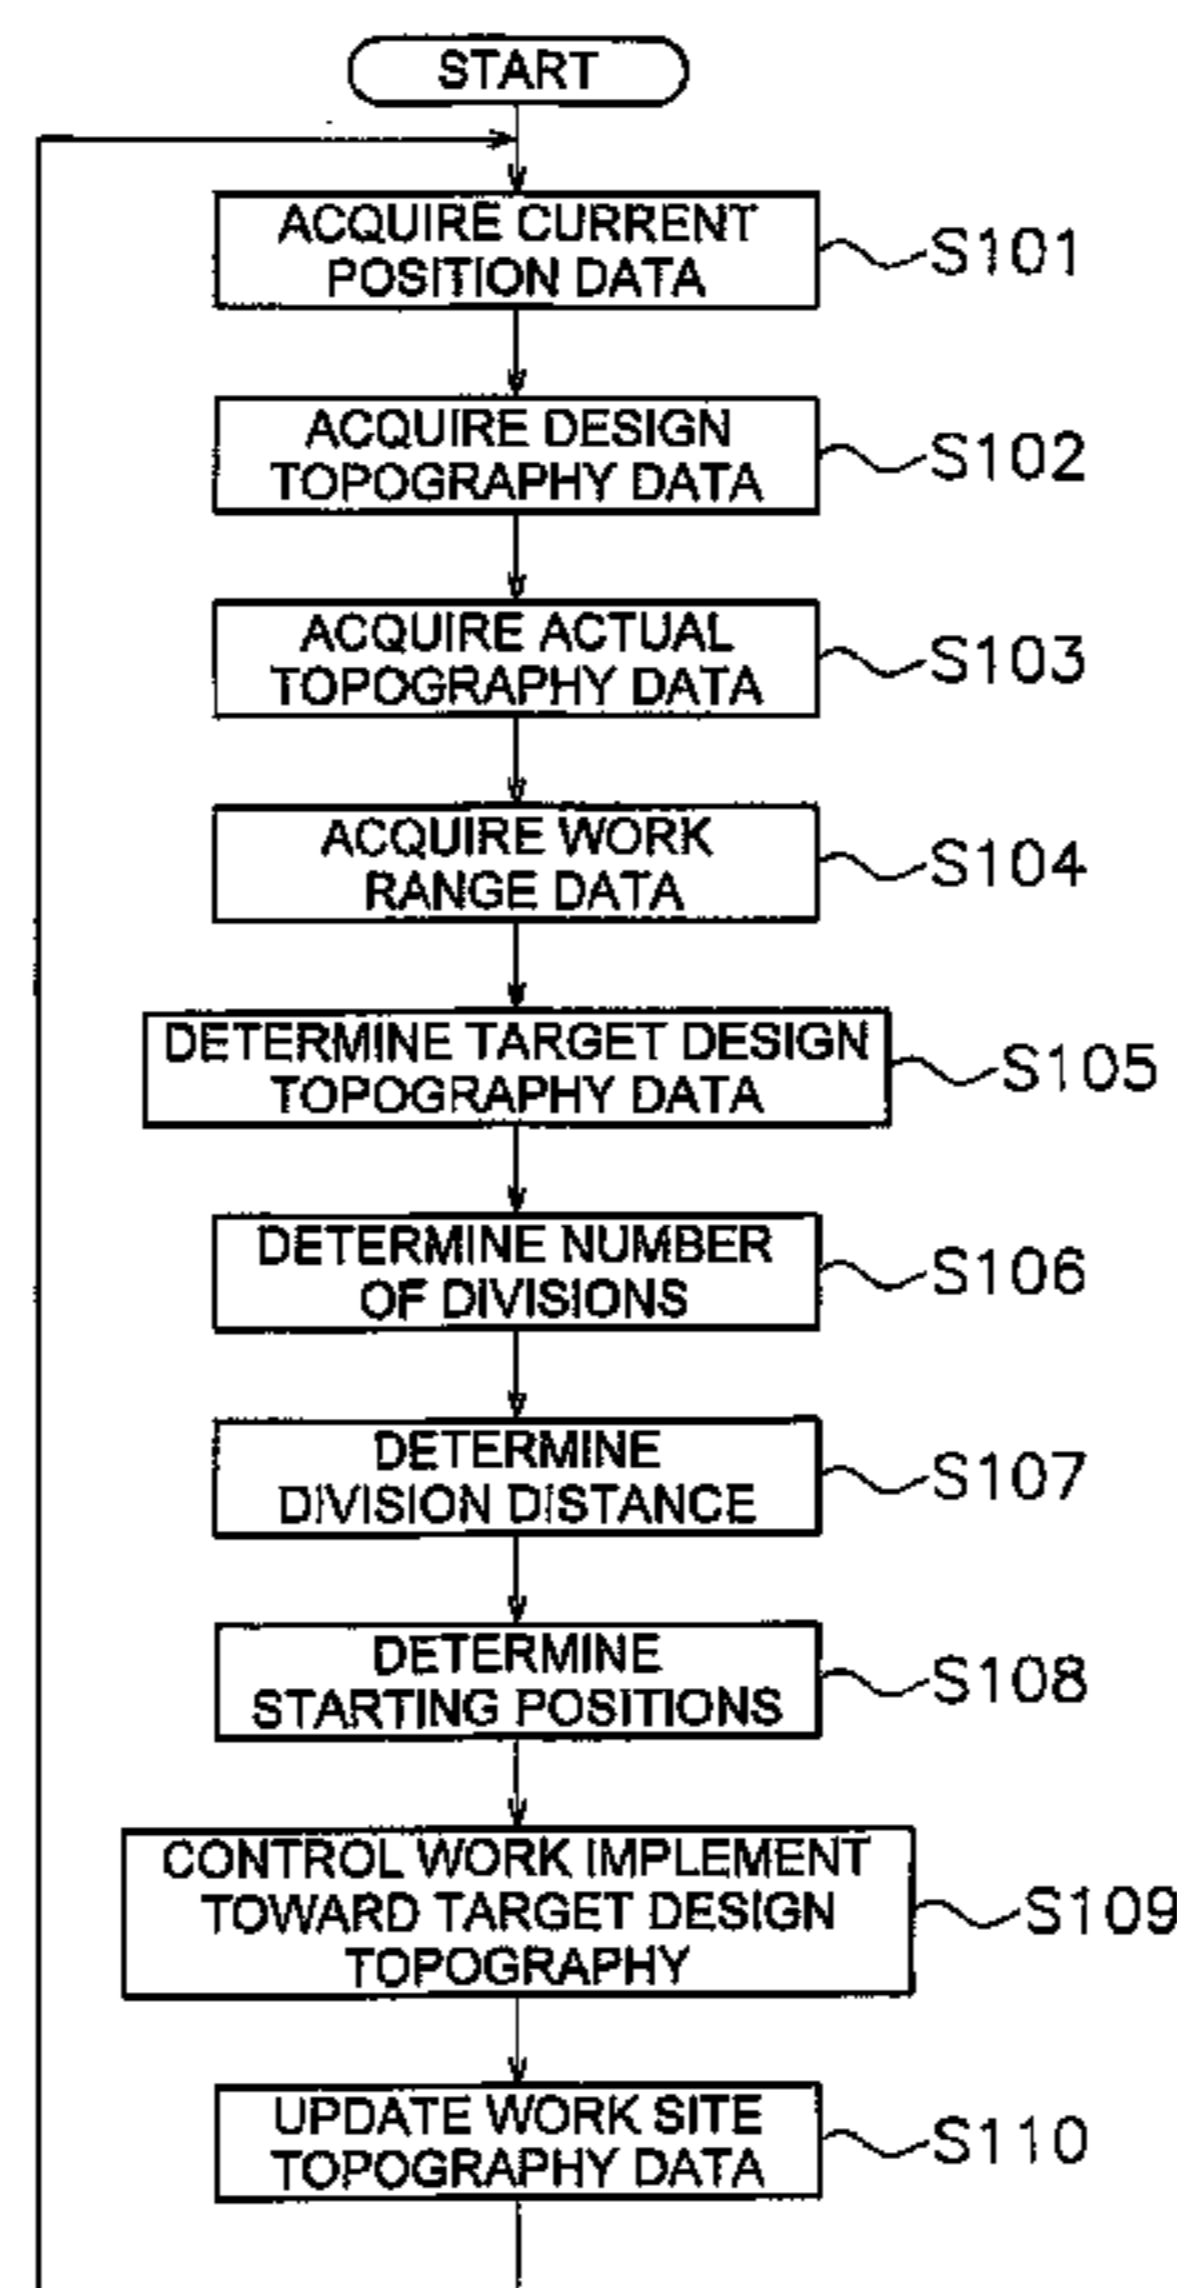 START
ACQUIRE CURRENT
POSITION DATA
S101
ACQUIRE DESIGN
TOPOGRAPHY DATA
S102
ACQUIRE ACTUAL
TOPOGRAPHY DATA
S103
ACQUIRE WORK
RANGE DATA
S104
DETERMINE TARGET DESIGN
TOPOGRAPHY DATA
S105
DETERMINE NUMBER
OF DIVISIONS
S106
DETERMINE
DIVISION DISTANCE
S107
DETERMINE
STARTING POSITIONS
S108
CONTROL WORK IMPLEMENT
TOWARD TARGET DESIGN
TOPOGRAPHY
S109
UPDATE WORK SITE
TOPOGRAPHY DATA
S110